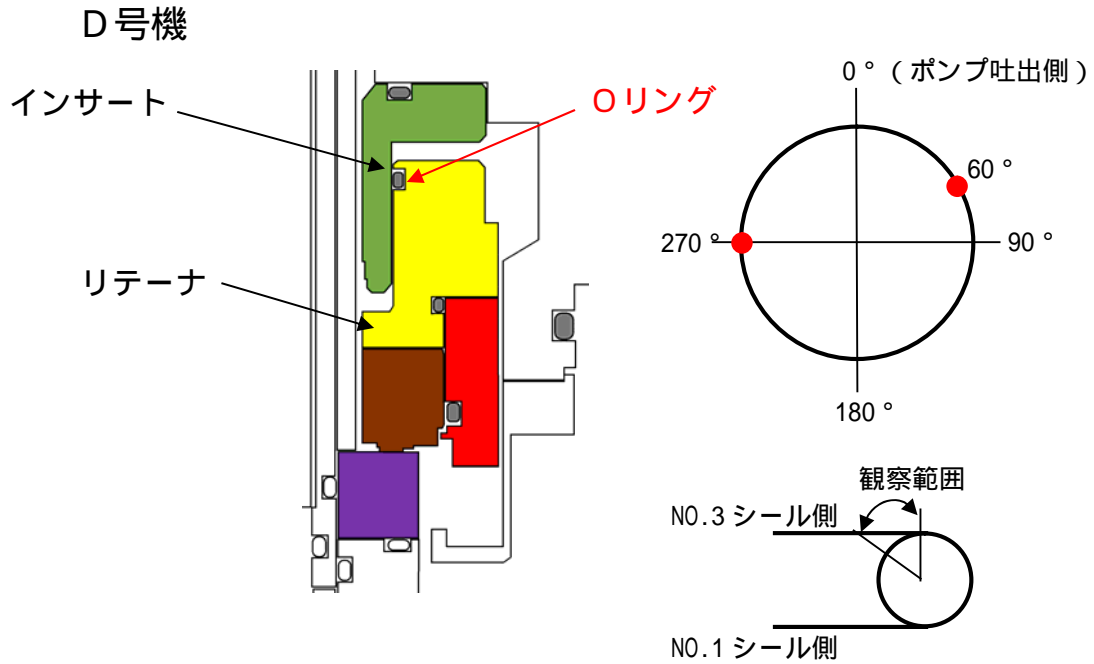 D号機
インサート
Oリング
リテーナ
0°(ポンプ吐出側)
60°
270°
90°
180°
観察範囲
NO.3シール側
NO.1シール側